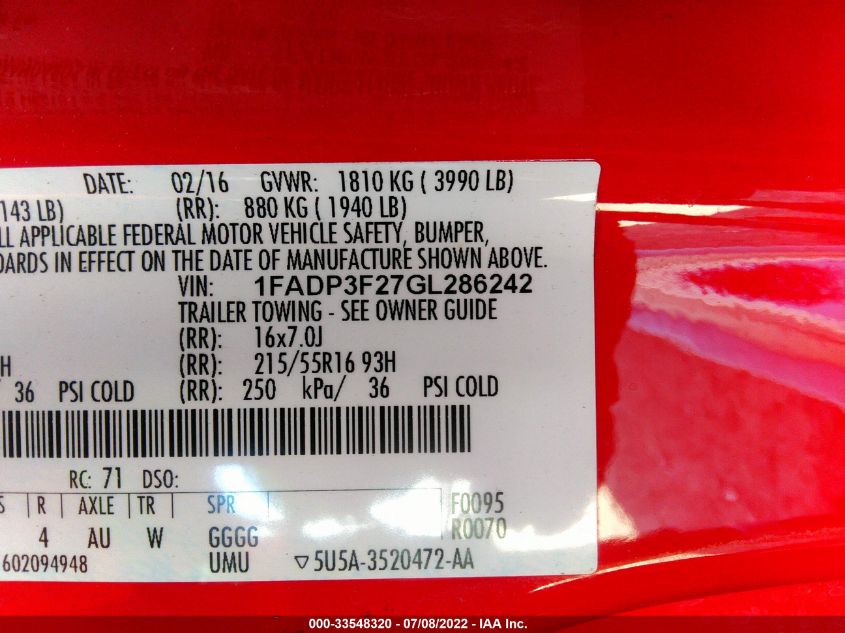 DATE: 02/16 GVWR: 1810 KG ( 3990 LB)
143 LB) (RR): 880 KG ( 1940 LB)
LL APPLICABLE FEDERAL MOTOR VEHICLE SAFETY, BUMPER,
DARDS IN EFFECT ON THE DATE OF MANUFACTURE SHOWN ABOVE.
VIN: 1FADP3F27GL286242
TRAILER TOWING - SEE OWNER GUIDE
(RR): 16x7.0J
H (RR): 215/55R16 93H
/ 36 PSI COLD (RR): 250 kPa/ 36 PSI COLD
RC: 71 DSO:
S R AXLE TR SPR F0095
4 AU W GGGG R0070
602094948 UMU ▽5U5A-3520472-AA
000-33548320 - 07/08/2022 - IAA Inc.